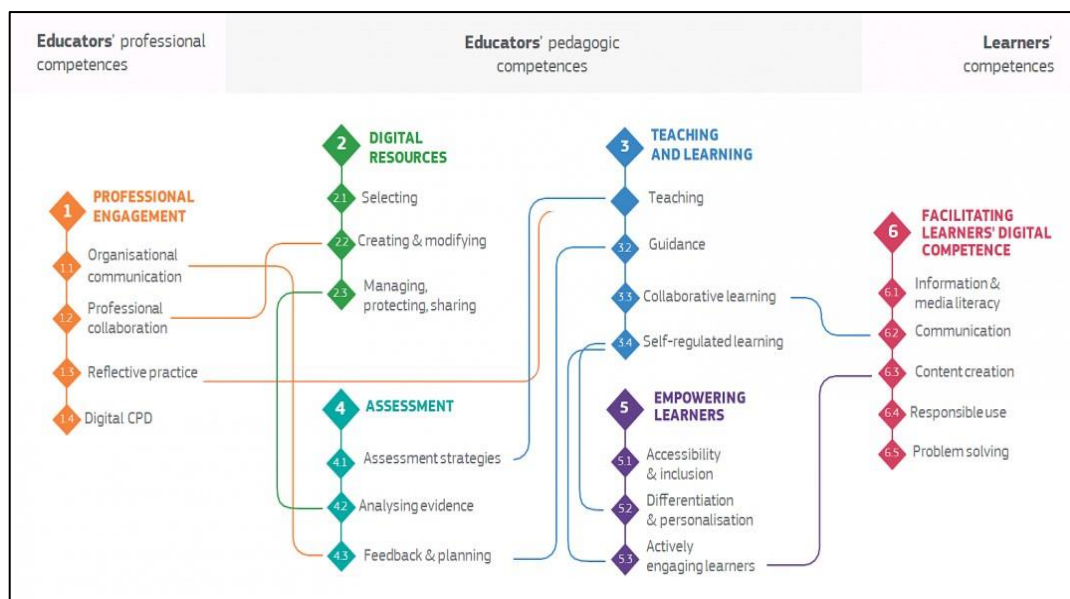 Educators' professional
competences
Educators' pedagogic
competences
Learners'
competences
1
PROFESSIONAL
ENGAGEMENT
1.1
Organisational
communication
1.2
Professional
collaboration
1.3
Reflective practice
1.4
Digital CPD
2
DIGITAL
RESOURCES
2.1
Selecting
2.2
Creating & modifying
2.3
Managing,
protecting, sharing
3
TEACHING
AND LEARNING
Teaching
3.2
Guidance
3.3
Collaborative learning
3.4
Self-regulated learning
4
ASSESSMENT
4.1
Assessment strategies
4.2
Analysing evidence
4.3
Feedback & planning
5
EMPOWERING
LEARNERS
5.1
Accessibility
& inclusion
5.2
Differentiation
& personalisation
5.3
Actively
engaging learners
6
FACILITATING
LEARNERS' DIGITAL
COMPETENCE
6.1
Information &
media literacy
6.2
Communication
6.3
Content creation
6.4
Responsible use
6.5
Problem solving